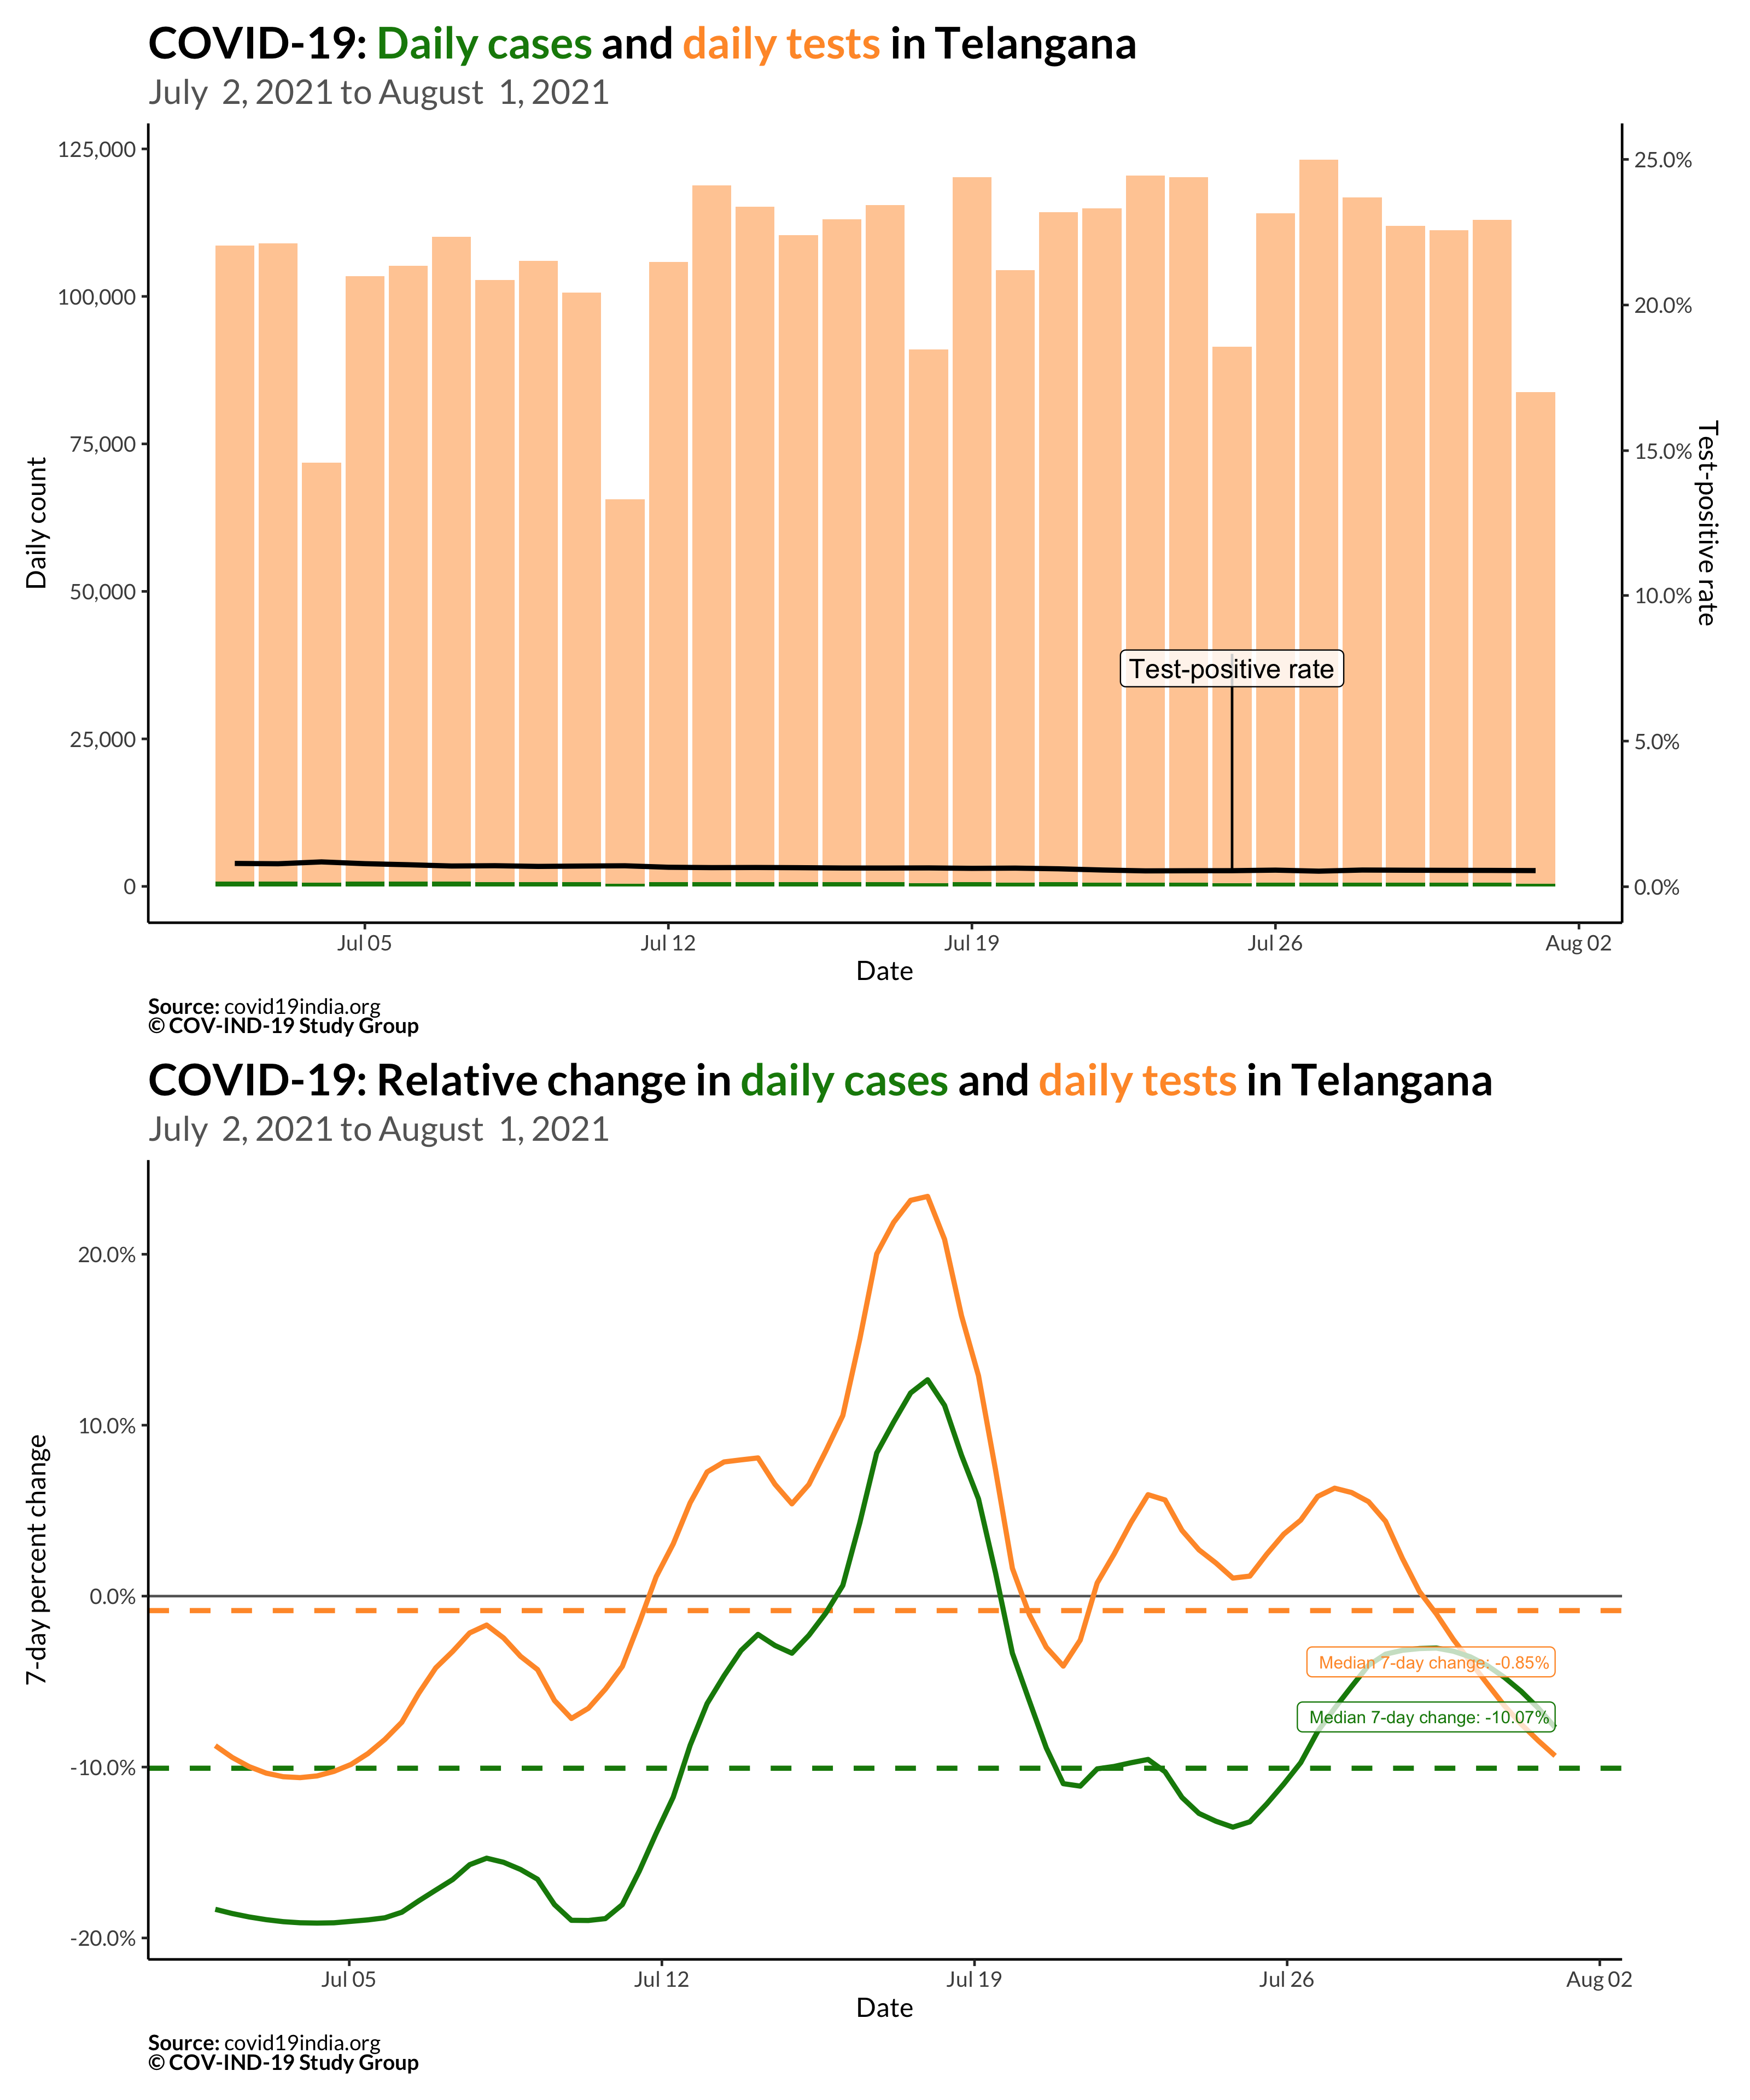 COVID-19: Daily cases and daily tests in Telangana
July 2, 2021 to August 1, 2021
125,000
100,000
75,000
50,000
25,000
0
Daily count
25.0%
20.0%
15.0%
10.0%
5.0%
0.0%
Test-positive rate
Test-positive rate
Jul 05
Jul 12
Jul 19
Jul 26
Aug 02
Date
Source: covid19india.org
© COV-IND-19 Study Group
COVID-19: Relative change in daily cases and daily tests in Telangana
July 2, 2021 to August 1, 2021
20.0%
10.0%
0.0%
-10.0%
-20.0%
7-day percent change
Median 7-day change: -0.85%
Median 7-day change: -10.07%
Jul 05
Jul 12
Jul 19
Jul 26
Aug 02
Date
Source: covid19india.org
© COV-IND-19 Study Group